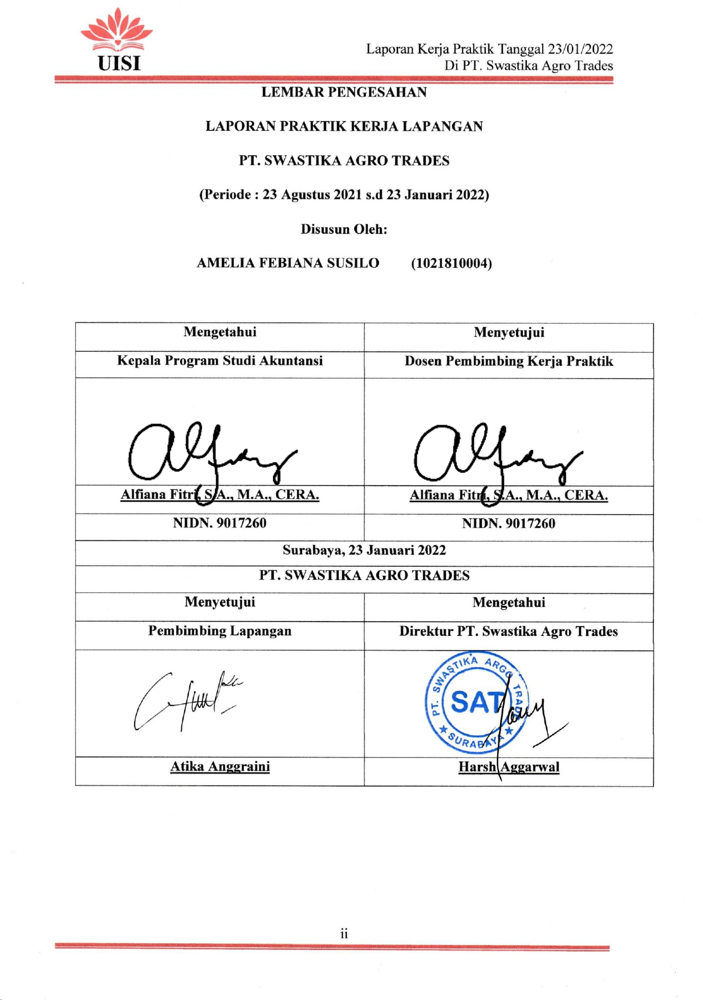 UISI
Laporan Kerja Praktik Tanggal 23/01/2022
Di PT. Swastika Agro Trades
LEMBAR PENGESAHAN
LAPORAN PRAKTIK KERJA LAPANGAN
PT. SWASTIKA AGRO TRADES
(Periode : 23 Agustus 2021 s.d 23 Januari 2022)
Disusun Oleh:
AMELIA FEBIANA SUSILO (1021810004)
Mengetahui
Menyetujui
Kepala Program Studi Akuntansi
Dosen Pembimbing Kerja Praktik
Alfiana Fitri, S.A., M.A., CERA.
Alfiana Fitri, S.A., M.A., CERA.
NIDN. 9017260
NIDN. 9017260
Surabaya, 23 Januari 2022
PT. SWASTIKA AGRO TRADES
Menyetujui
Mengetahui
Pembimbing Lapangan
Direktur PT. Swastika Agro Trades
PT. SWASTIKA ARGO
SAT
SURABAYA
Atika Anggraini
Harsh Aggarwal
ii